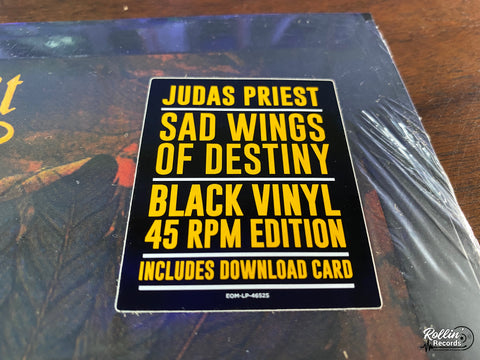 JUDAS PRIEST
SAD WINGS
OF DESTINY
BLACK VINYL
45 RPM EDITION
INCLUDES DOWNLOAD CARD
EOM-LP-46525
Rollin'
Records